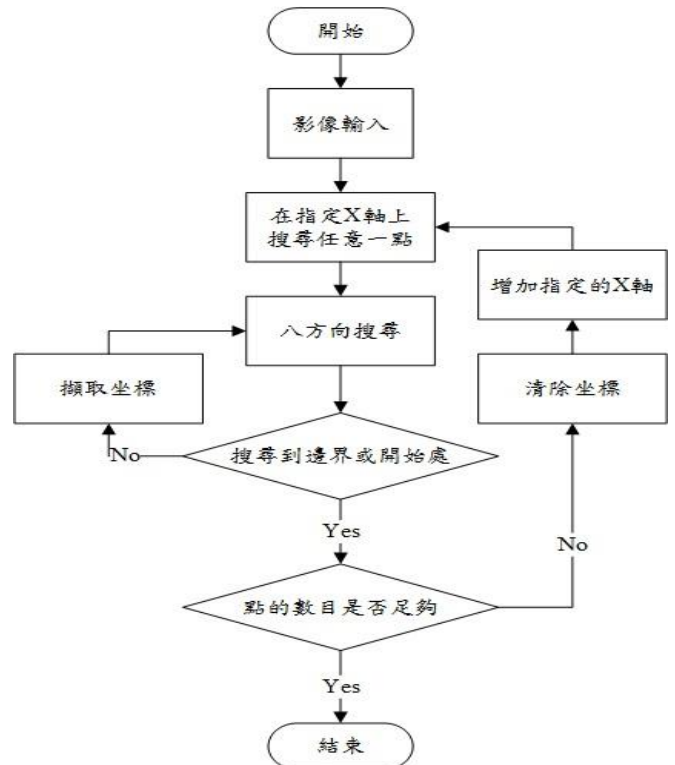 開始
影像輸入
在指定X軸上
搜尋任意一點
增加指定的X軸
八方向搜尋
擷取坐標
清除坐標
搜尋到邊界或開始處
No
Yes
No
點的數目是否足夠
Yes
結束